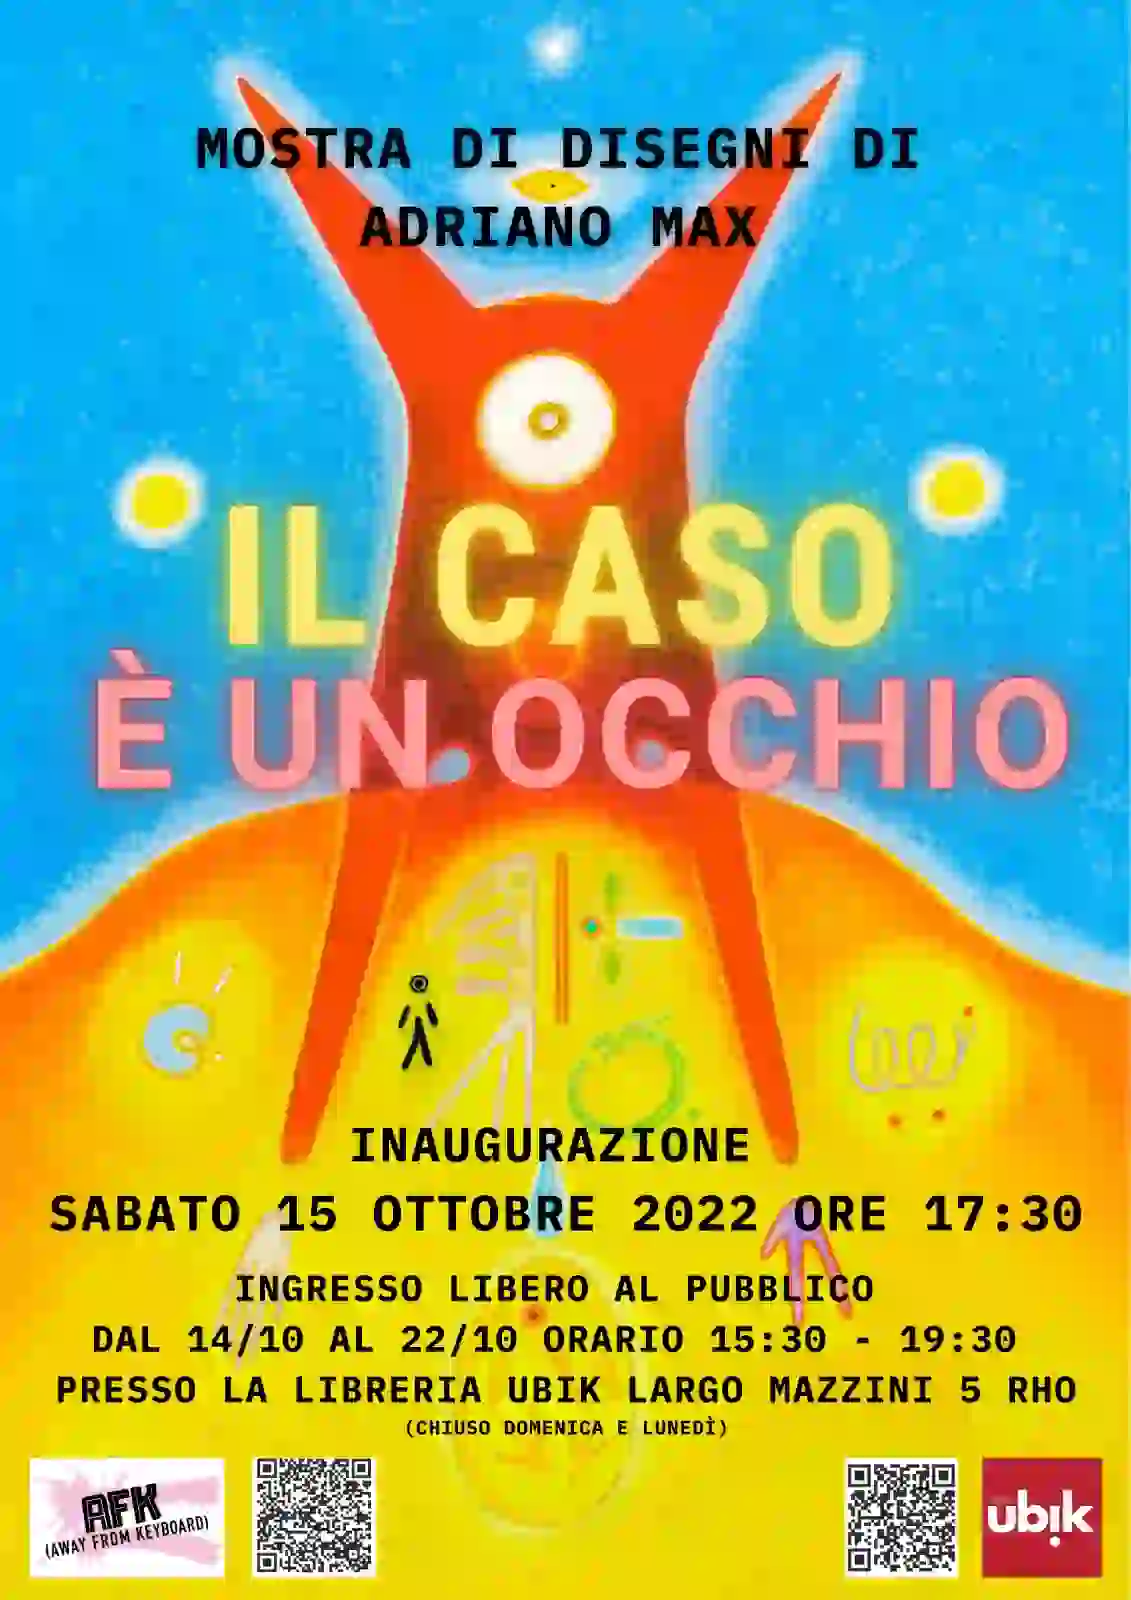 MOSTRA DI DISEGNI DI
ADRIANO MAX
IL CASO
È UN OCCHIO
INAUGURAZIONE
SABATO 15 OTTOBRE 2022 ORE 17:30
INGRESSO LIBERO AL PUBBLICO
DAL 14/10 AL 22/10 ORARIO 15:30 - 19:30
PRESSO LA LIBRERIA UBIK LARGO MAZZINI 5 RHO
(CHIUSO DOMENICA E LUNEDÌ)
AFK
(AWAY FROM KEYBOARD)
ubik